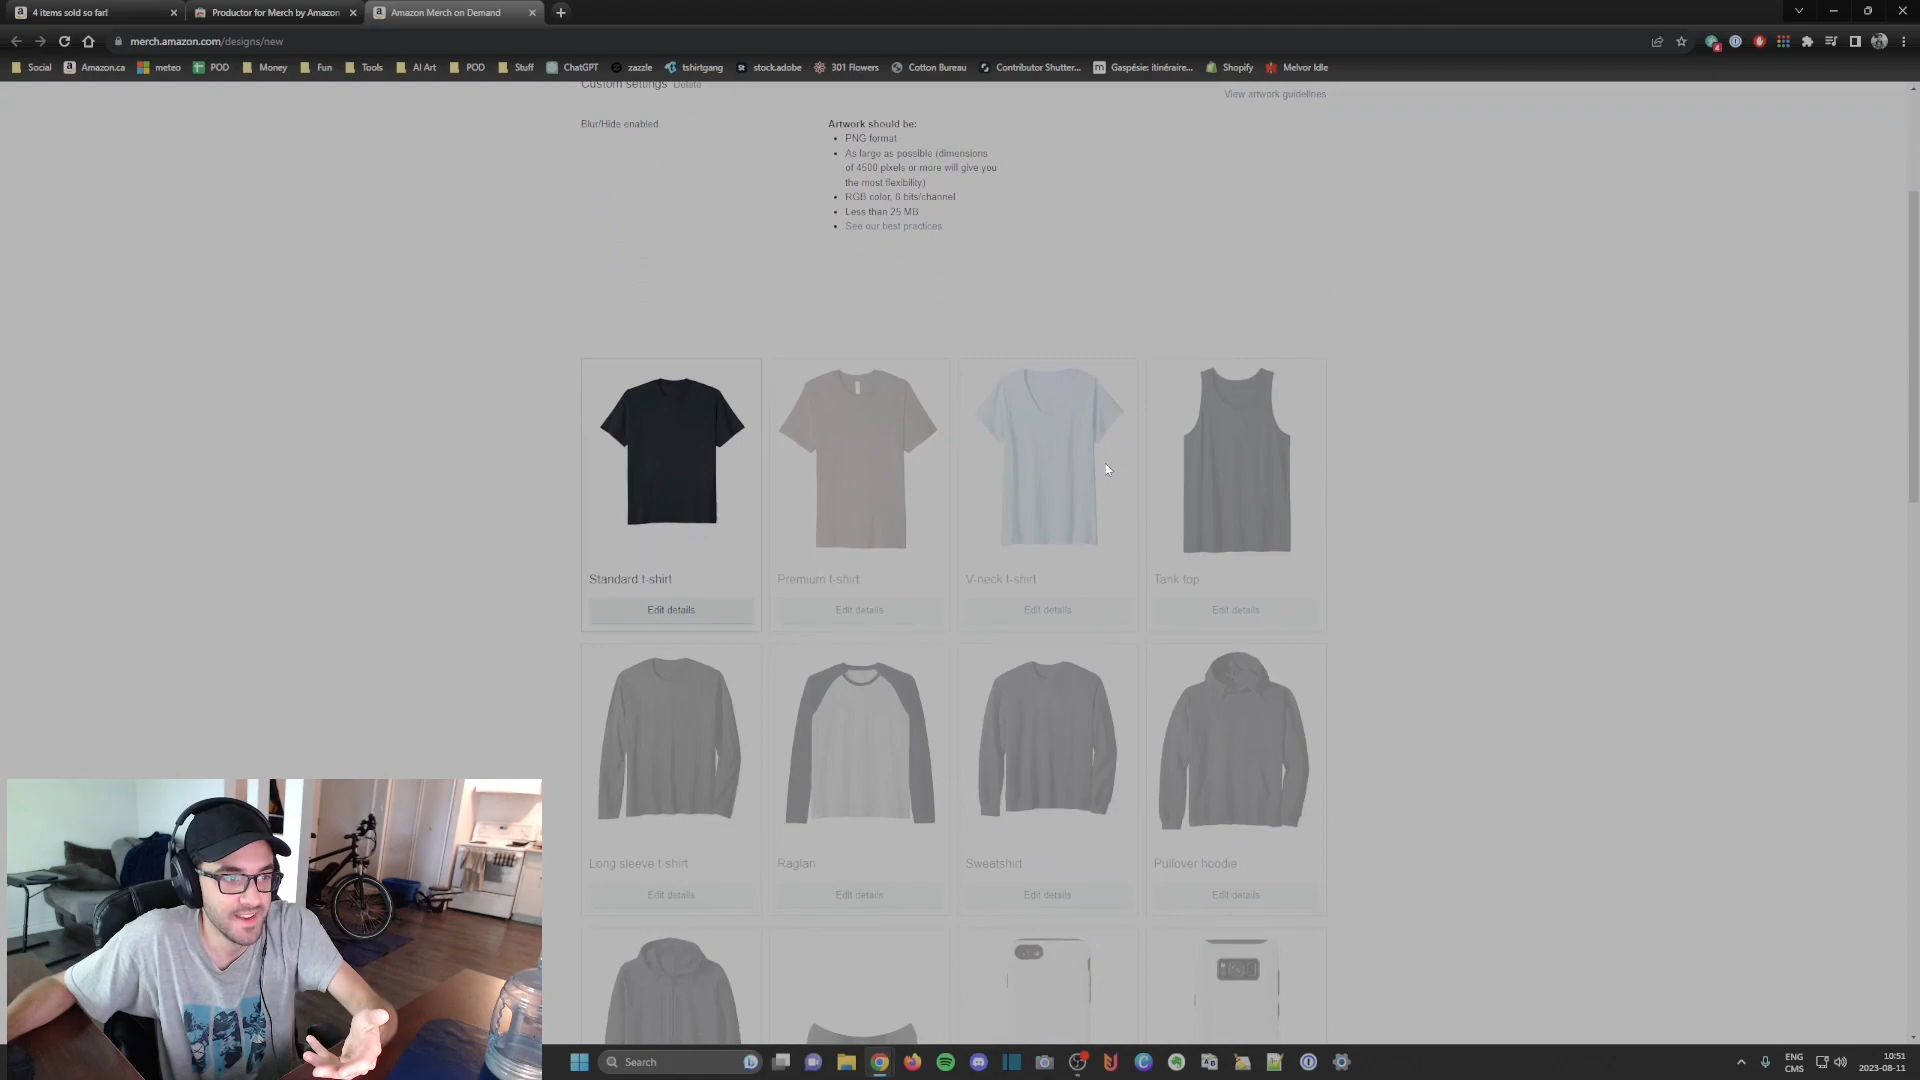 4 items sold so far!
Productor for Merch by Amazon
Amazon Merch on Demand
merch.amazon.com/designs/new
4
Social
Amazon.ca
meteo
POD
Money
Fun
Tools
AI Art
POD
Stuff
ChatGPT
zazzle
tshirtgang
stock.adobe
301 Flowers
Cotton Bureau
Contributor Shutter...
Gaspésie: itinéraire...
Shopify
Melvor Idle
Custom settings Delete
View artwork guidelines
Blur/Hide enabled
Artwork should be:
PNG format
As large as possible (dimensions
of 4500 pixels or more will give you
the most flexibility)
RGB color, 8 bits/channel
Less than 25 MB
See our best practices
Standard t-shirt
Premium t-shirt
V-neck t-shirt
Tank top
Edit details
Edit details
Edit details
Edit details
Long sleeve t-shirt
Raglan
Sweatshirt
Pullover hoodie
Edit details
Edit details
Edit details
Edit details
Search
ENG
CMS
10:51
2023-08-11